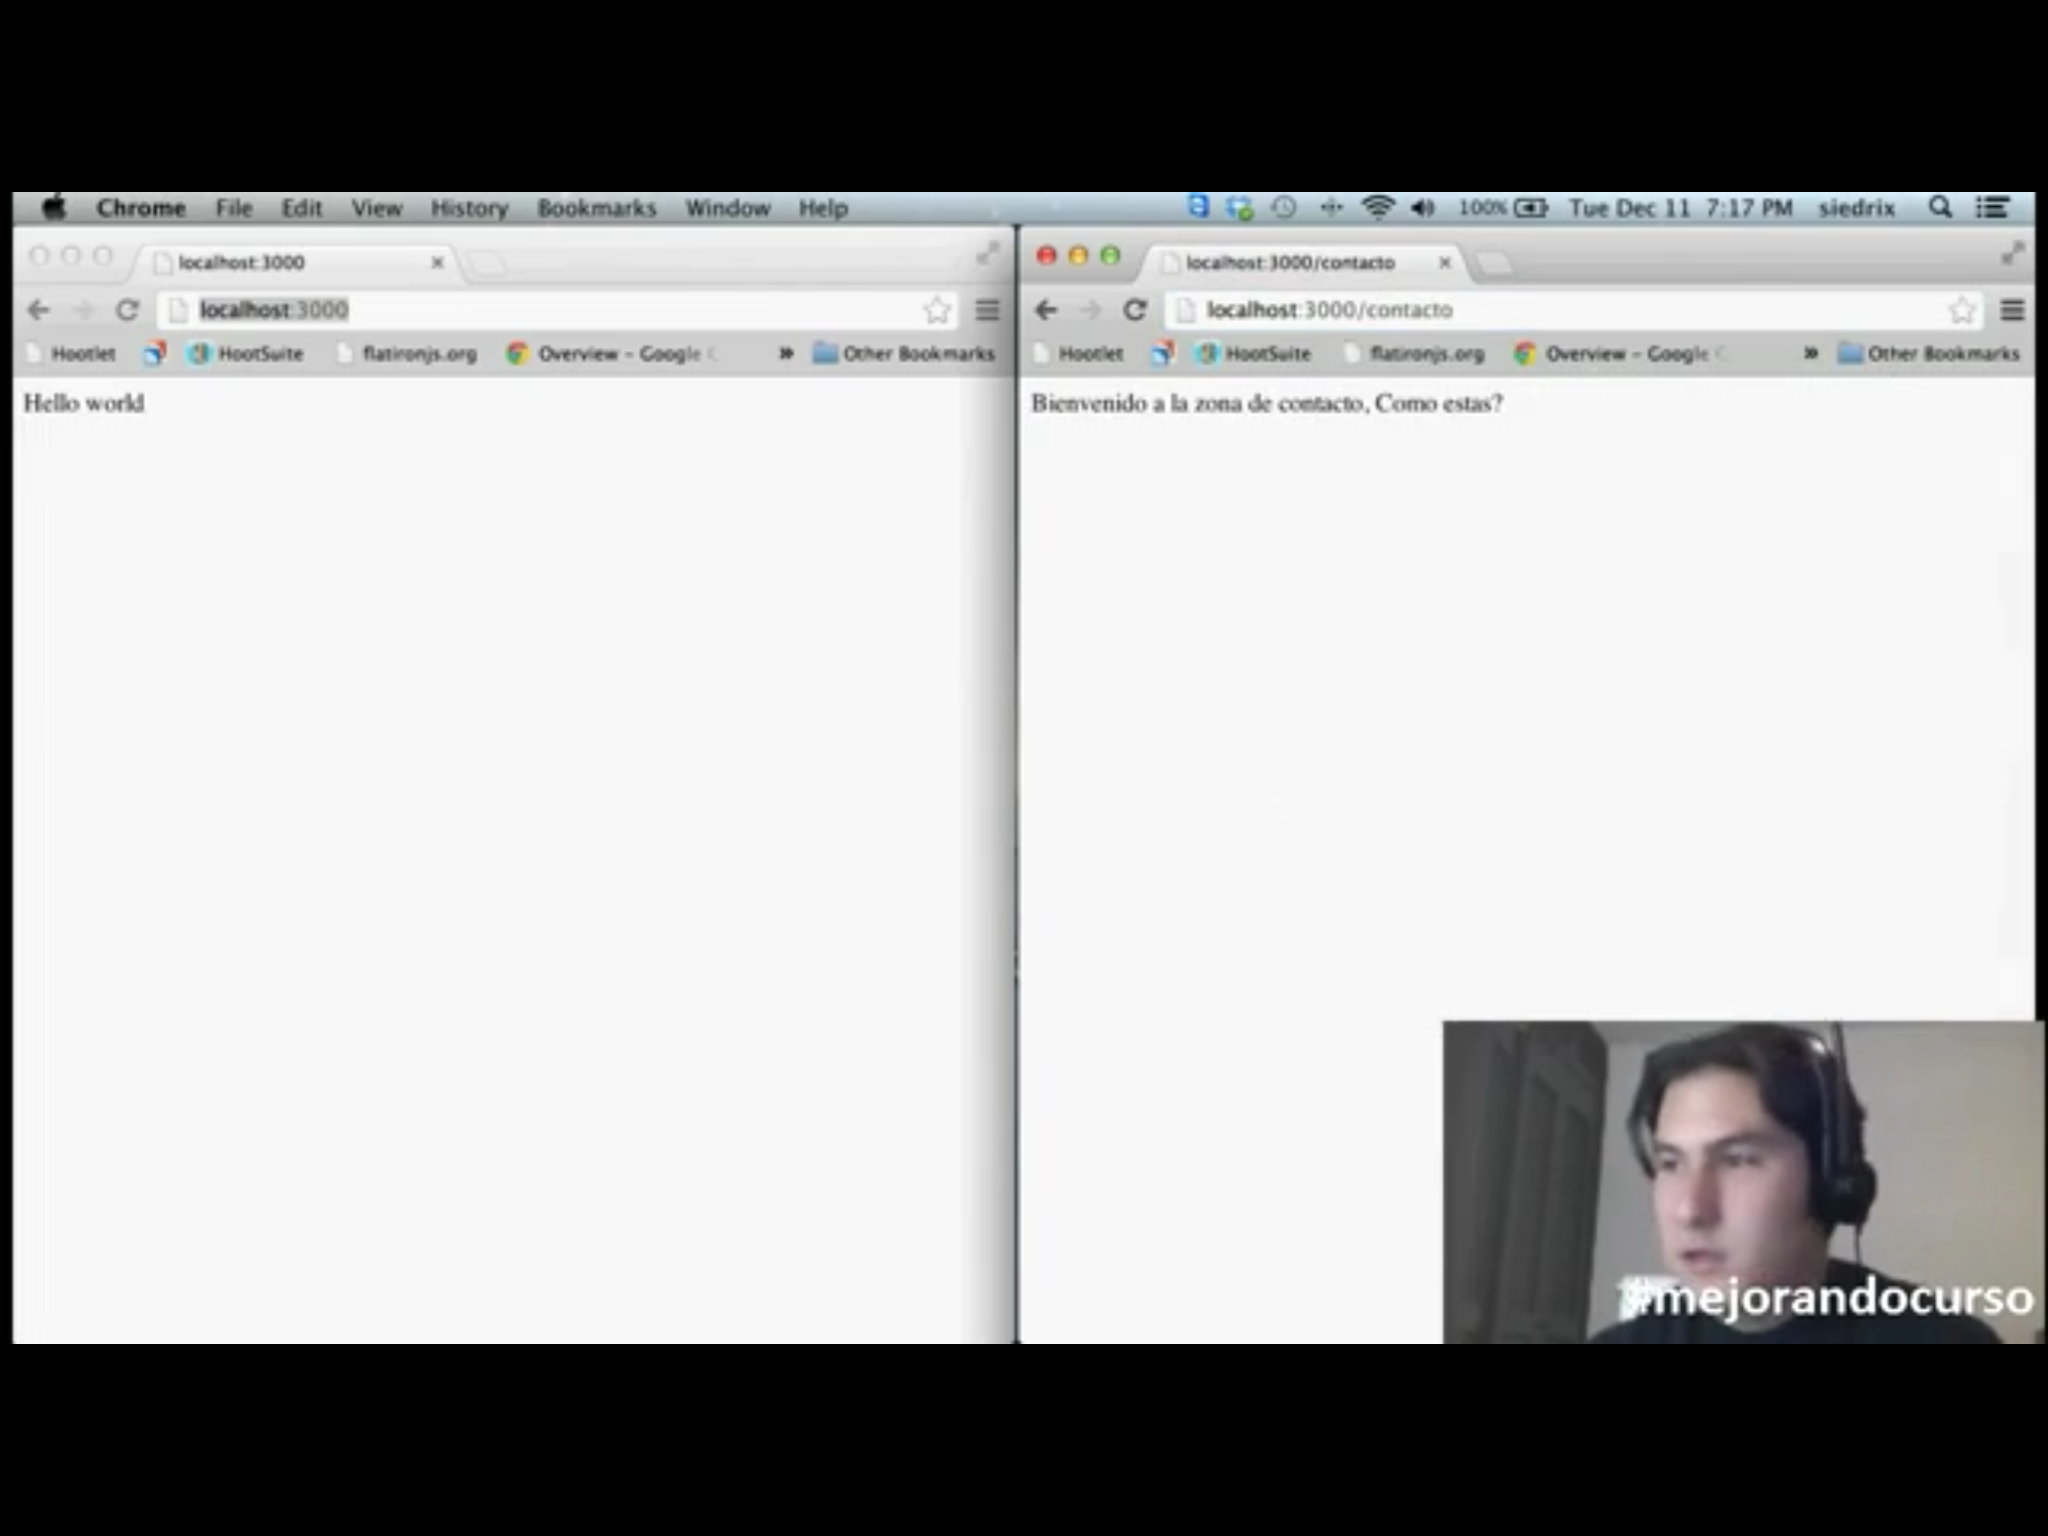 Chrome File Edit View History Bookmarks Window Help 100% Tue Dec 11 7:17 PM siedrix
localhost:3000
localhost:3000
Hootlet HootSuite flatironjs.org Overview - Google Other Bookmarks
Hello world
localhost:3000/contacto
localhost:3000/contacto
Hootlet HootSuite flatironjs.org Overview - Google Other Bookmarks
Bienvenido a la zona de contacto, Como estas?
#mejorandocurso